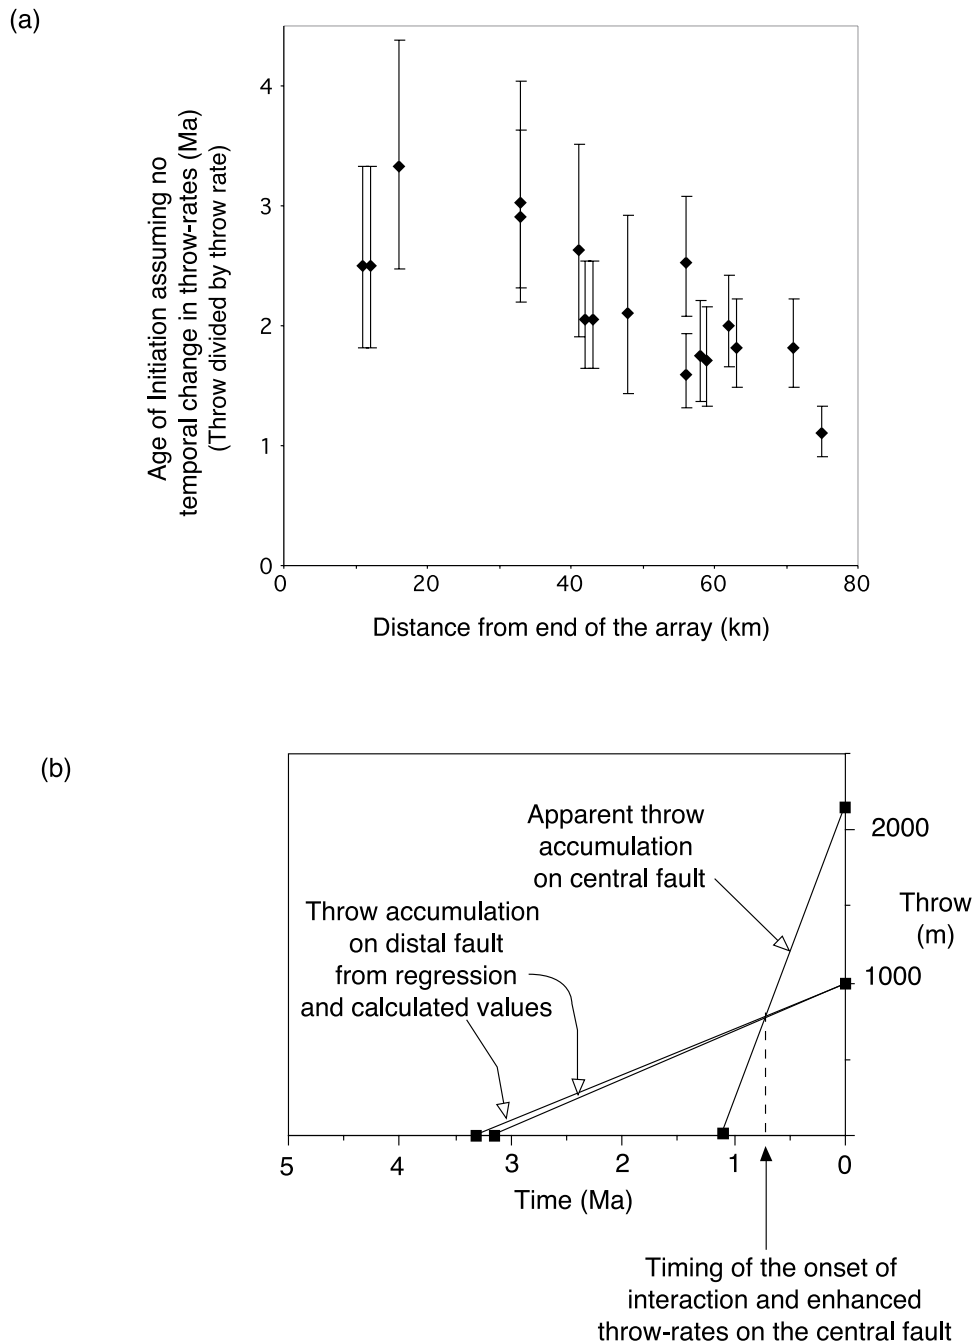 (a)
Age of Initiation assuming no
temporal change in throw-rates (Ma)
(Throw divided by throw rate)
4
3
2
1
0
0
20
40
60
80
Distance from end of the array (km)
(b)
Apparent throw
accumulation
on central fault
Throw accumulation
on distal fault
from regression
and calculated values
2000
Throw
(m)
1000
5
4
3
2
1
0
Time (Ma)
Timing of the onset of
interaction and enhanced
throw-rates on the central fault